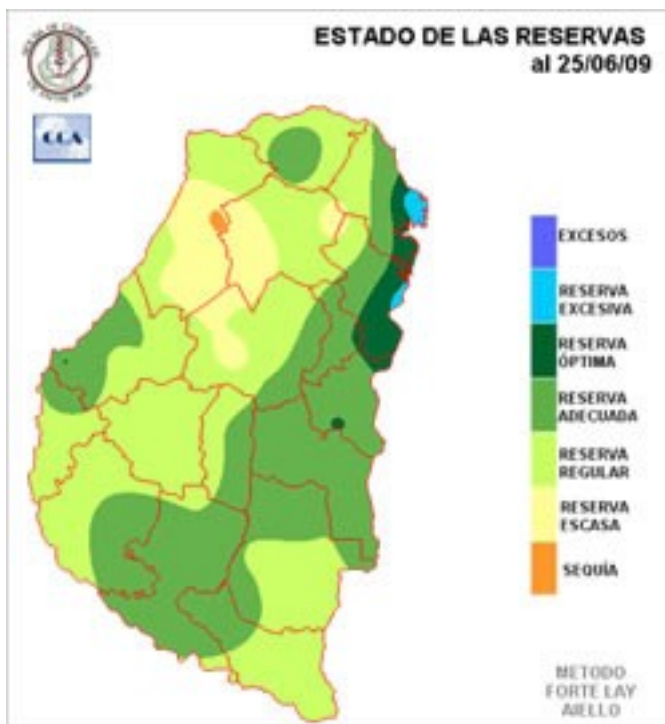 ESTADO DE LAS RESERVAS
al 25/06/09
CCA
EXCESOS
RESERVA
EXCESIVA
RESERVA
ÓPTIMA
RESERVA
ADECUADA
RESERVA
REGULAR
RESERVA
ESCASA
SEQUÍA
METODO
FORTE LAY
AIELLO